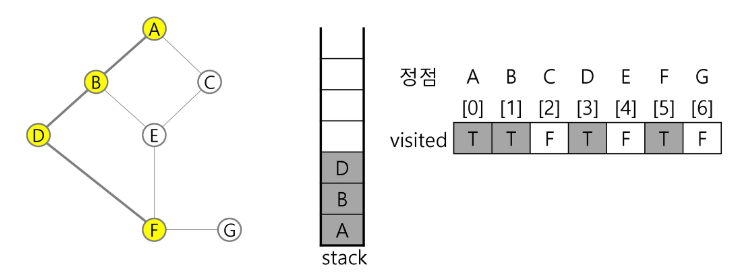 A
B
C
D
E
F
G
D
B
A
stack
정점 A B C D E F G
[0] [1] [2] [3] [4] [5] [6]
visited T T F T F T F